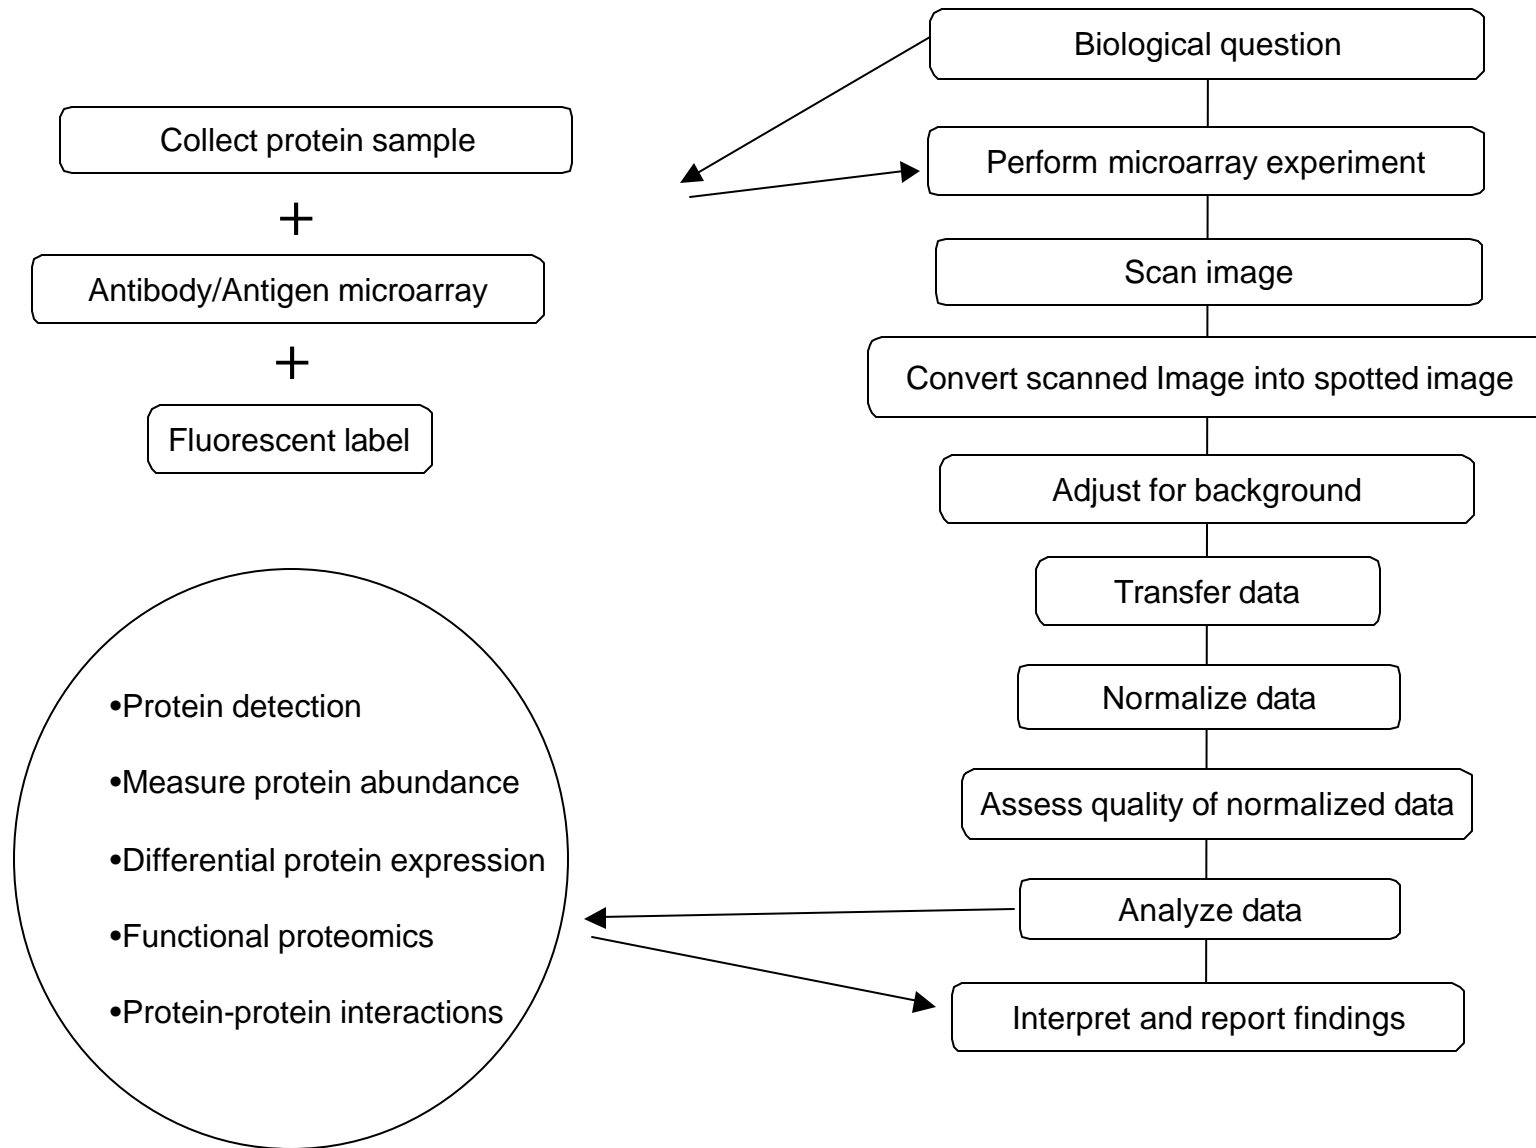 Biological question
Collect protein sample
Perform microarray experiment
+
Antibody/Antigen microarray
Scan image
+
Convert scanned Image into spotted image
Fluorescent label
Adjust for background
Transfer data
Normalize data
Assess quality of normalized data
Analyze data
Interpret and report findings
•Protein detection
•Measure protein abundance
•Differential protein expression
•Functional proteomics
•Protein-protein interactions